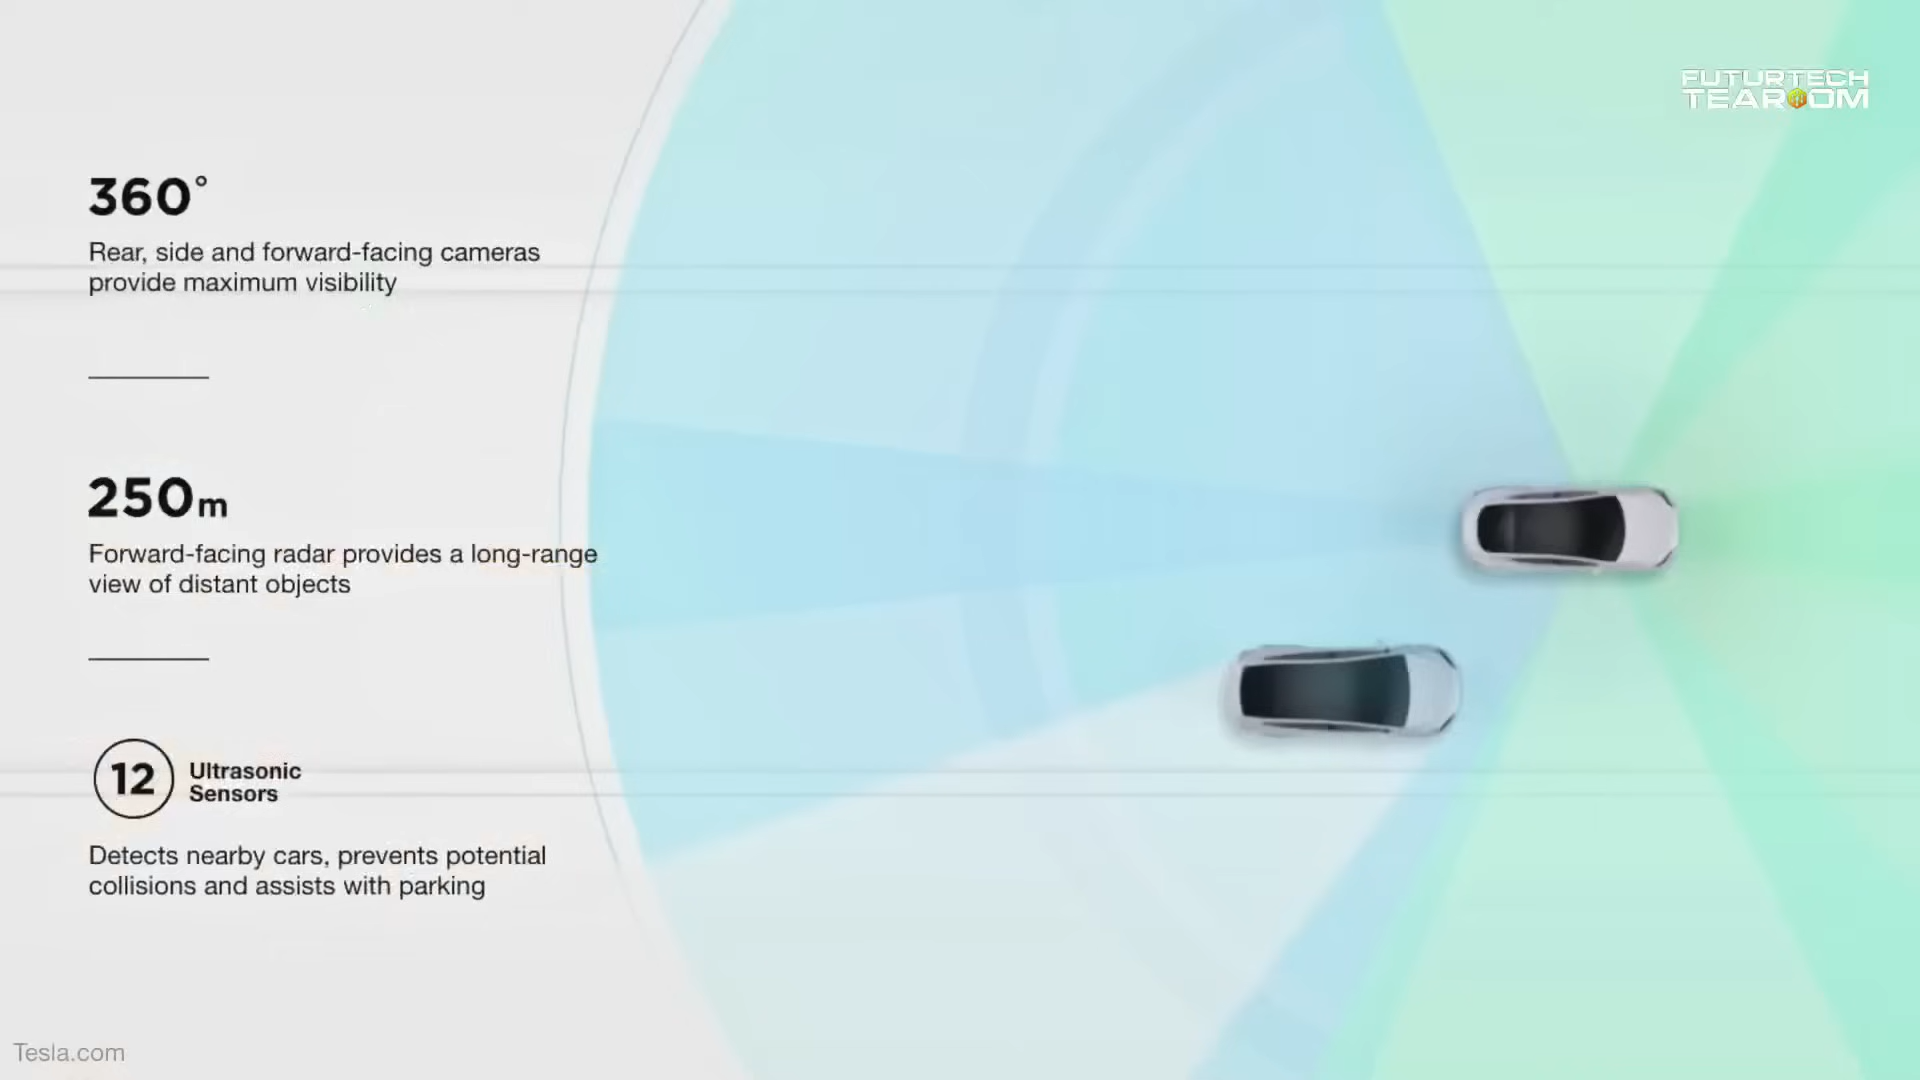 FUTURTECH
TEAROOM
360°
Rear, side and forward-facing cameras
provide maximum visibility
250m
Forward-facing radar provides a long-range
view of distant objects
12 Ultrasonic
Sensors
Detects nearby cars, prevents potential
collisions and assists with parking
Tesla.com